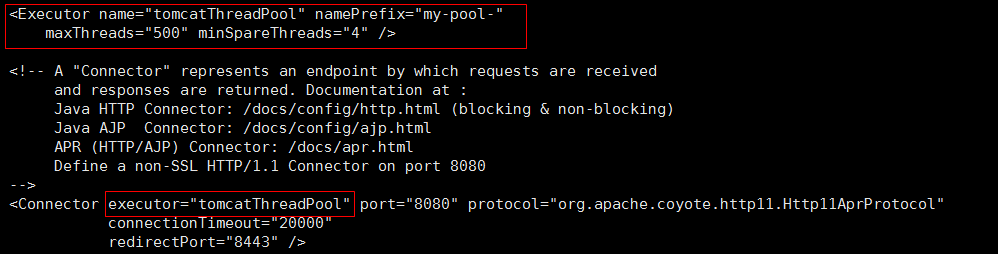 <Executor name="tomcatThreadPool" namePrefix="my-pool-"
maxThreads="500" minSpareThreads="4" />
<!-- A "Connector" represents an endpoint by which requests are received
and responses are returned. Documentation at :
Java HTTP Connector: /docs/config/http.html (blocking & non-blocking)
Java AJP  Connector: /docs/config/ajp.html
APR (HTTP/AJP) Connector: /docs/apr.html
Define a non-SSL HTTP/1.1 Connector on port 8080
-->
<Connector executor="tomcatThreadPool" port="8080" protocol="org.apache.coyote.http11.Http11AprProtocol"
connectionTimeout="20000"
redirectPort="8443" />